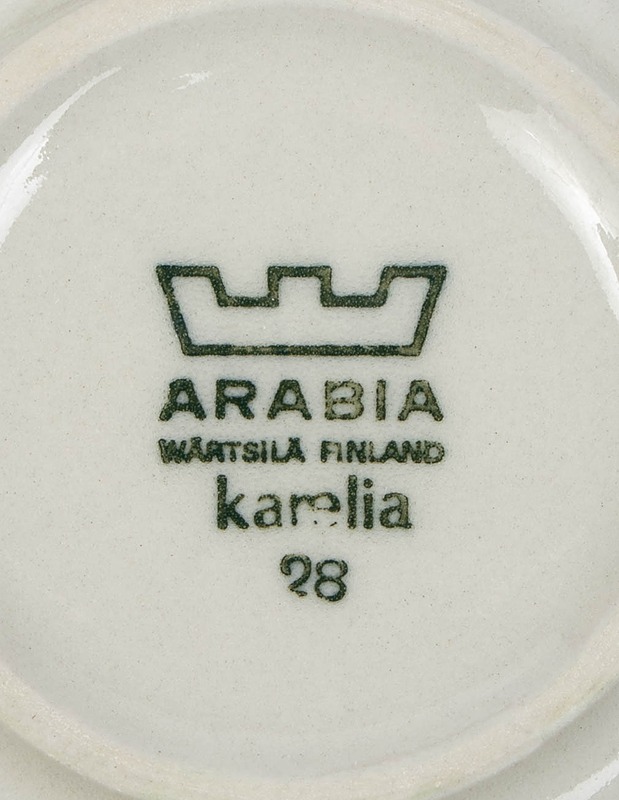 ARABIA
WÄRTSILÄ FINLAND
karelia
28